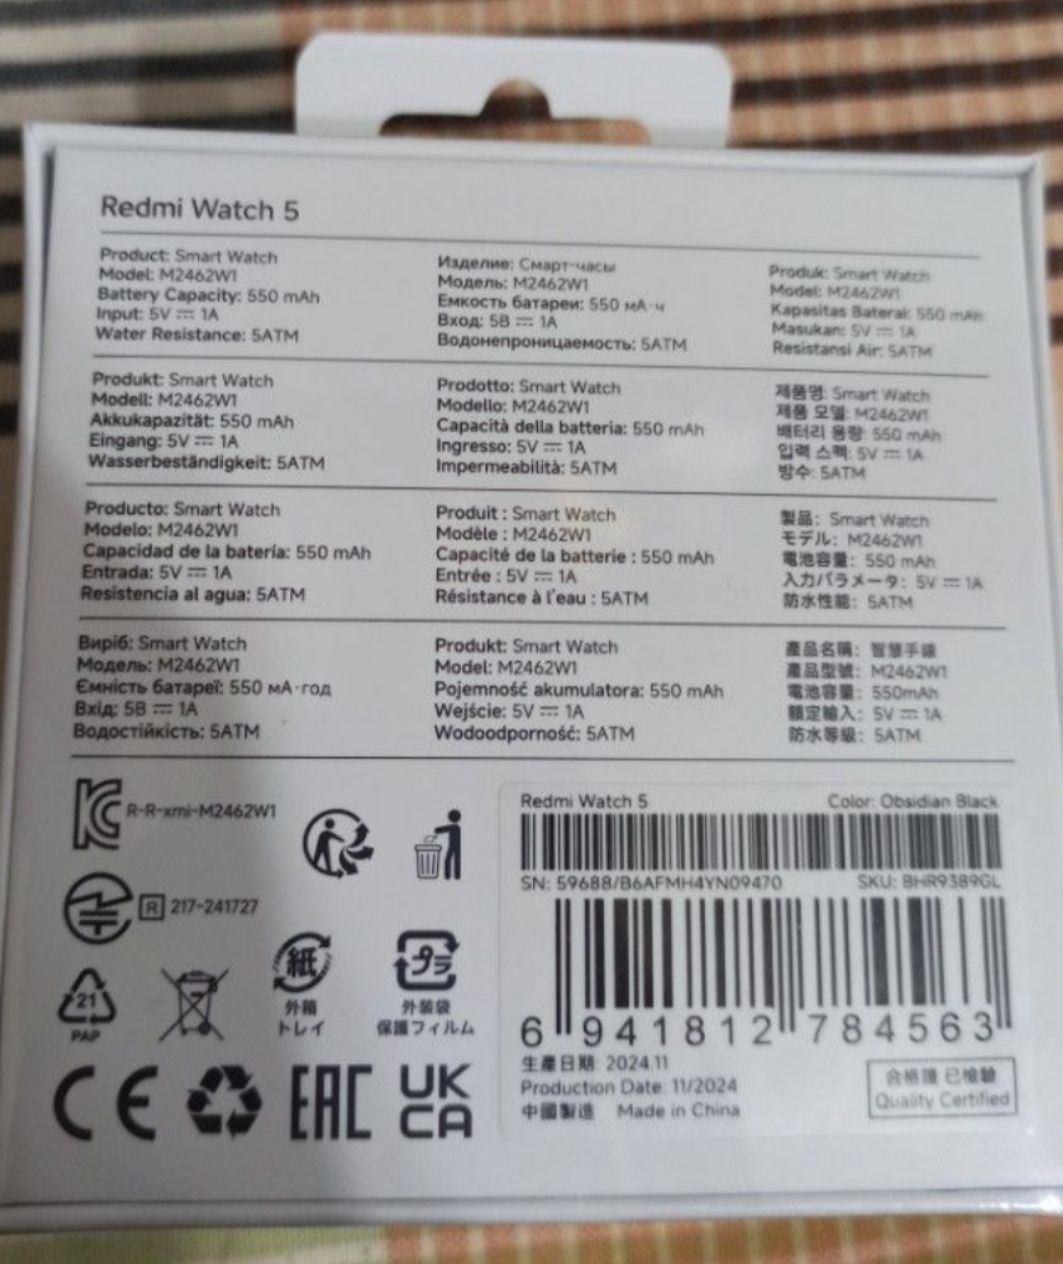 Redmi Watch 5
Product: Smart Watch
Model: M2462W1
Battery Capacity: 550 mAh
Input: 5V ⎓ 1A
Water Resistance: 5ATM
Изделие: Смарт-часы
Модель: M2462W1
Емкость батареи: 550 мА·ч
Вход: 5В ⎓ 1A
Водонепроницаемость: 5ATM
Produk: Smart Watch
Model: M2462W1
Kapasitas Baterai: 550 mAh
Masukan: 5V ⎓ 1A
Resistansi Air: 5ATM
Produkt: Smart Watch
Modell: M2462W1
Akkukapazität: 550 mAh
Eingang: 5V ⎓ 1A
Wasserbeständigkeit: 5ATM
Prodotto: Smart Watch
Modello: M2462W1
Capacità della batteria: 550 mAh
Ingresso: 5V ⎓ 1A
Impermeabilità: 5ATM
제품명: Smart Watch
제품 모델: M2462W1
배터리 용량: 550 mAh
입력 스펙: 5V ⎓ 1A
방수: 5ATM
Producto: Smart Watch
Modelo: M2462W1
Capacidad de la batería: 550 mAh
Entrada: 5V ⎓ 1A
Resistencia al agua: 5ATM
Produit : Smart Watch
Modèle : M2462W1
Capacité de la batterie : 550 mAh
Entrée : 5V ⎓ 1A
Résistance à l'eau : 5ATM
製品: Smart Watch
モデル: M2462W1
電池容量: 550 mAh
入力パラメータ: 5V ⎓ 1A
防水性能: 5ATM
Виріб: Smart Watch
Модель: M2462W1
Ємність батареї: 550 мА·год
Вхід: 5В ⎓ 1A
Водостійкість: 5ATM
Produkt: Smart Watch
Model: M2462W1
Pojemność akumulatora: 550 mAh
Wejście: 5V ⎓ 1A
Wodoodporność: 5ATM
產品名稱: 智慧手錶
產品型號: M2462W1
電池容量: 550mAh
額定輸入: 5V ⎓ 1A
防水等級: 5ATM
R-R-xmi-M2462W1
R 217-241727
紙
外箱
トレイ
プラ
外装袋
保護フィルム
21
PAP
CE
EAC
UK
CA
Redmi Watch 5 Color: Obsidian Black
SN: 59688/B6AFMH4YN09470 SKU: BHR9389GL
6 941812 784563
生產日期: 2024.11
Production Date: 11/2024
中國製造 Made in China
合格證 已檢驗
Quality Certified